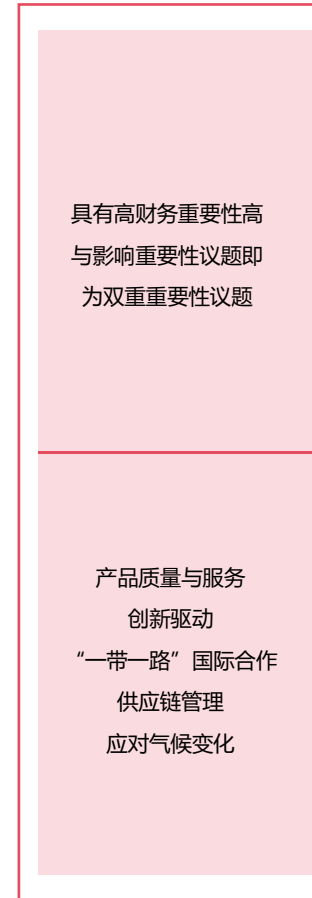 具有高财务重要性高
与影响重要性议题即
为双重重要性议题
产品质量与服务
创新驱动
“一带一路”国际合作
供应链管理
应对气候变化